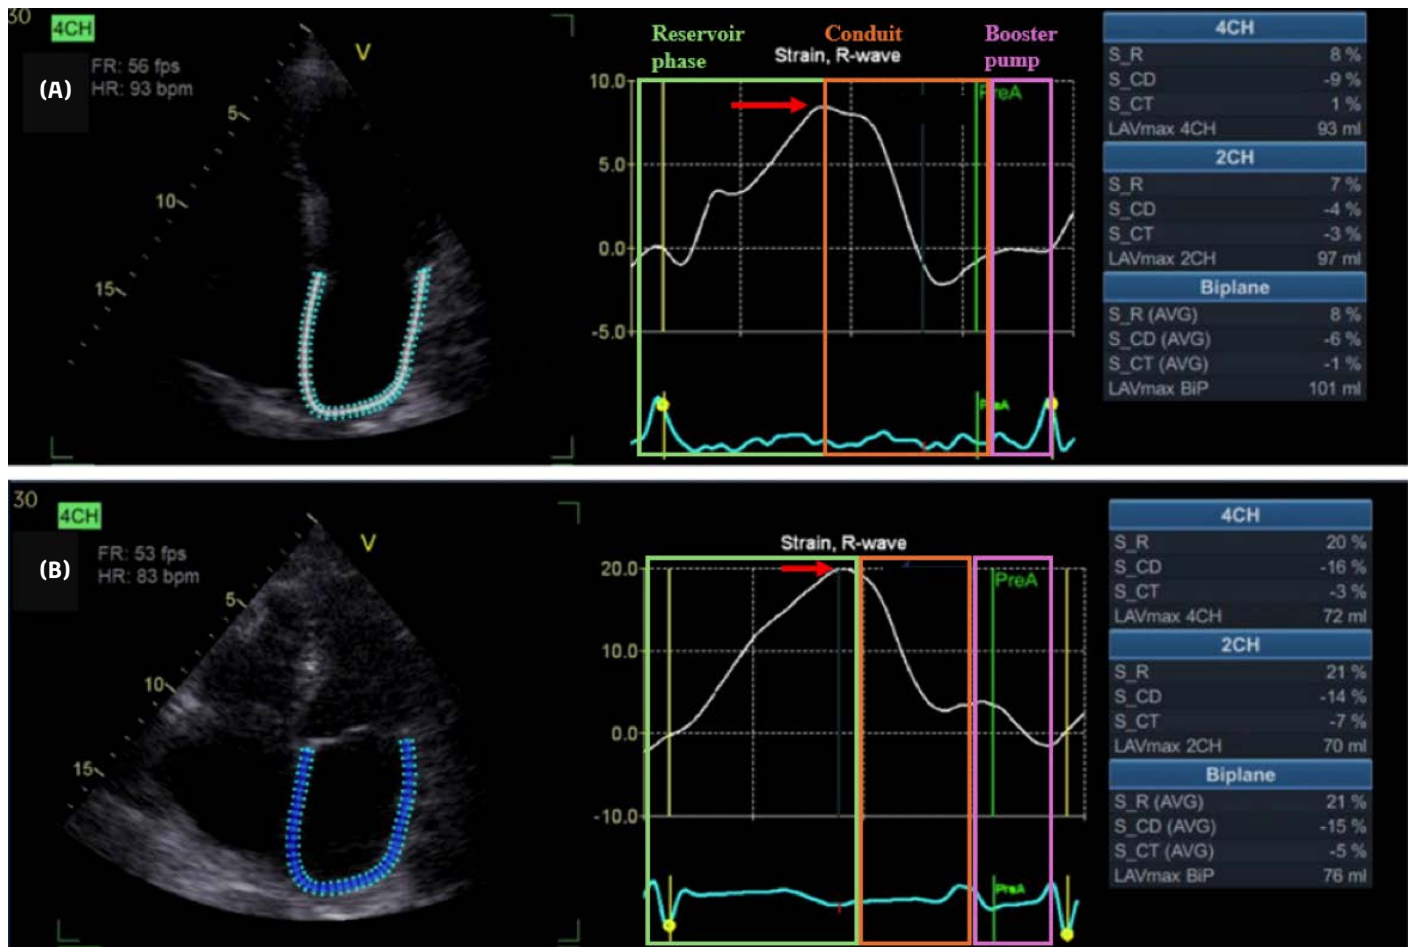 30
4CH
FR: 56 fps
HR: 93 bpm
(A)
V
5
10
15
Reservoir phase
Conduit
Booster pump
Strain, R-wave
10.0
5.0
0.0
-5.0
PreA
PreA
4CH
S_R 8 %
S_CD -9 %
S_CT 1 %
LAVmax 4CH 93 ml
2CH
S_R 7 %
S_CD -4 %
S_CT -3 %
LAVmax 2CH 97 ml
Biplane
S_R (AVG) 8 %
S_CD (AVG) -6 %
S_CT (AVG) -1 %
LAVmax BiP 101 ml
30
4CH
FR: 53 fps
HR: 83 bpm
(B)
V
5
10
15
Strain, R-wave
20.0
10.0
0.0
-10.0
PreA
PreA
4CH
S_R 20 %
S_CD -16 %
S_CT -3 %
LAVmax 4CH 72 ml
2CH
S_R 21 %
S_CD -14 %
S_CT -7 %
LAVmax 2CH 70 ml
Biplane
S_R (AVG) 21 %
S_CD (AVG) -15 %
S_CT (AVG) -5 %
LAVmax BiP 76 ml